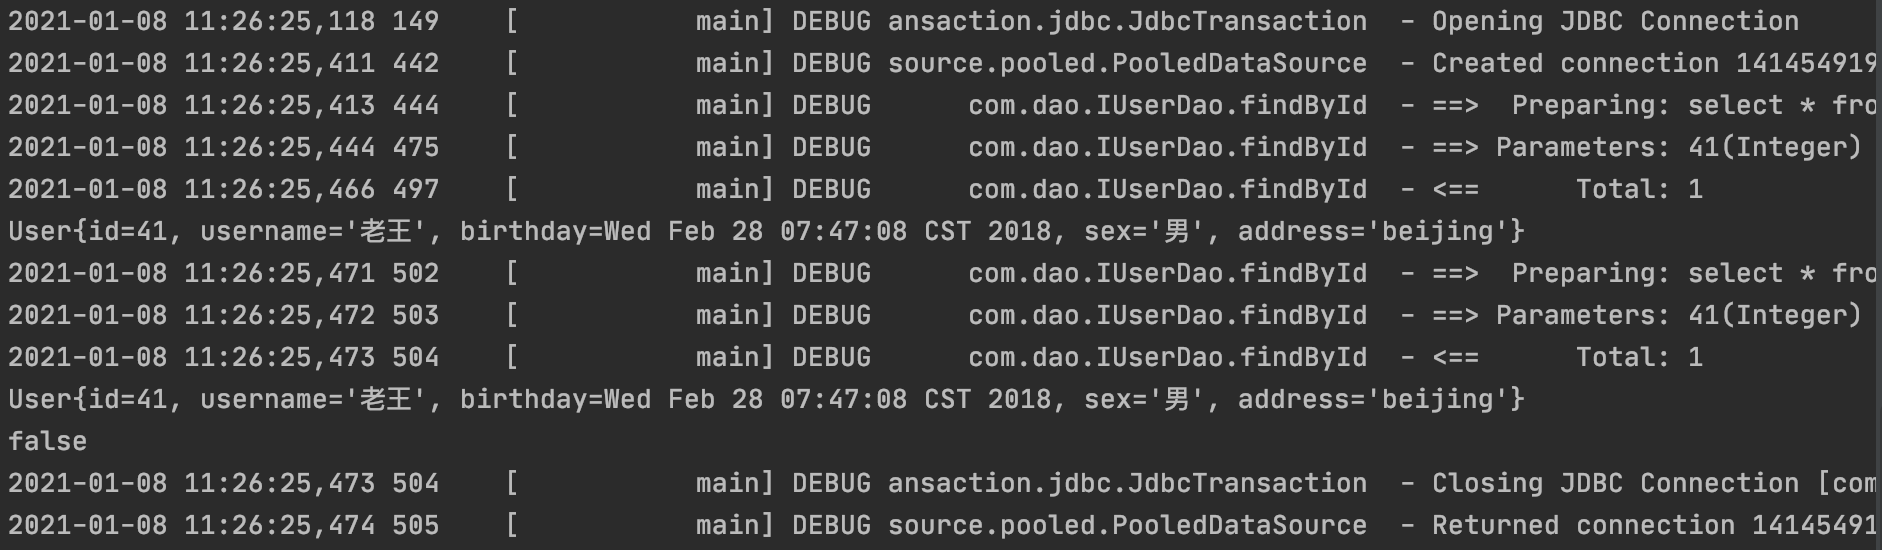 2021-01-08 11:26:25,118 149    [           main] DEBUG ansaction.jdbc.JdbcTransaction  - Opening JDBC Connection
2021-01-08 11:26:25,411 442    [           main] DEBUG source.pooled.PooledDataSource  - Created connection 141454919
2021-01-08 11:26:25,413 444    [           main] DEBUG      com.dao.IUserDao.findById  - ==>  Preparing: select * fro
2021-01-08 11:26:25,444 475    [           main] DEBUG      com.dao.IUserDao.findById  - ==> Parameters: 41(Integer)
2021-01-08 11:26:25,466 497    [           main] DEBUG      com.dao.IUserDao.findById  - <==      Total: 1
User{id=41, username='老王', birthday=Wed Feb 28 07:47:08 CST 2018, sex='男', address='beijing'}
2021-01-08 11:26:25,471 502    [           main] DEBUG      com.dao.IUserDao.findById  - ==>  Preparing: select * fro
2021-01-08 11:26:25,472 503    [           main] DEBUG      com.dao.IUserDao.findById  - ==> Parameters: 41(Integer)
2021-01-08 11:26:25,473 504    [           main] DEBUG      com.dao.IUserDao.findById  - <==      Total: 1
User{id=41, username='老王', birthday=Wed Feb 28 07:47:08 CST 2018, sex='男', address='beijing'}
false
2021-01-08 11:26:25,473 504    [           main] DEBUG ansaction.jdbc.JdbcTransaction  - Closing JDBC Connection [com
2021-01-08 11:26:25,474 505    [           main] DEBUG source.pooled.PooledDataSource  - Returned connection 14145491